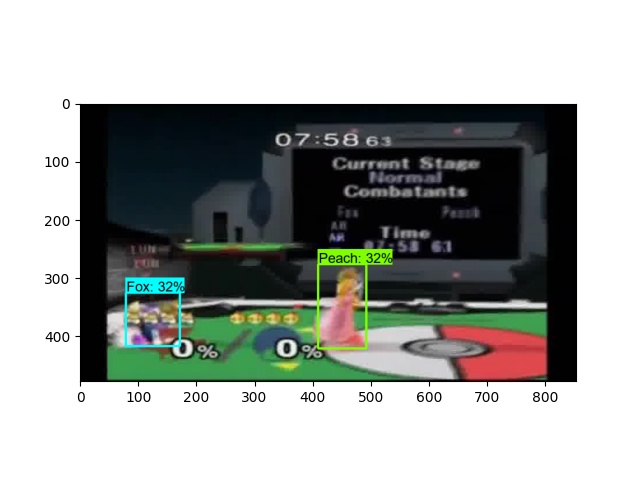 0
100
200
300
400
07:58 63
Current Stage
Normal
Combatants
Fox Peach
Time
07:58 61
Peach: 32%
Fox: 32%
0% 0%
0 100 200 300 400 500 600 700 800